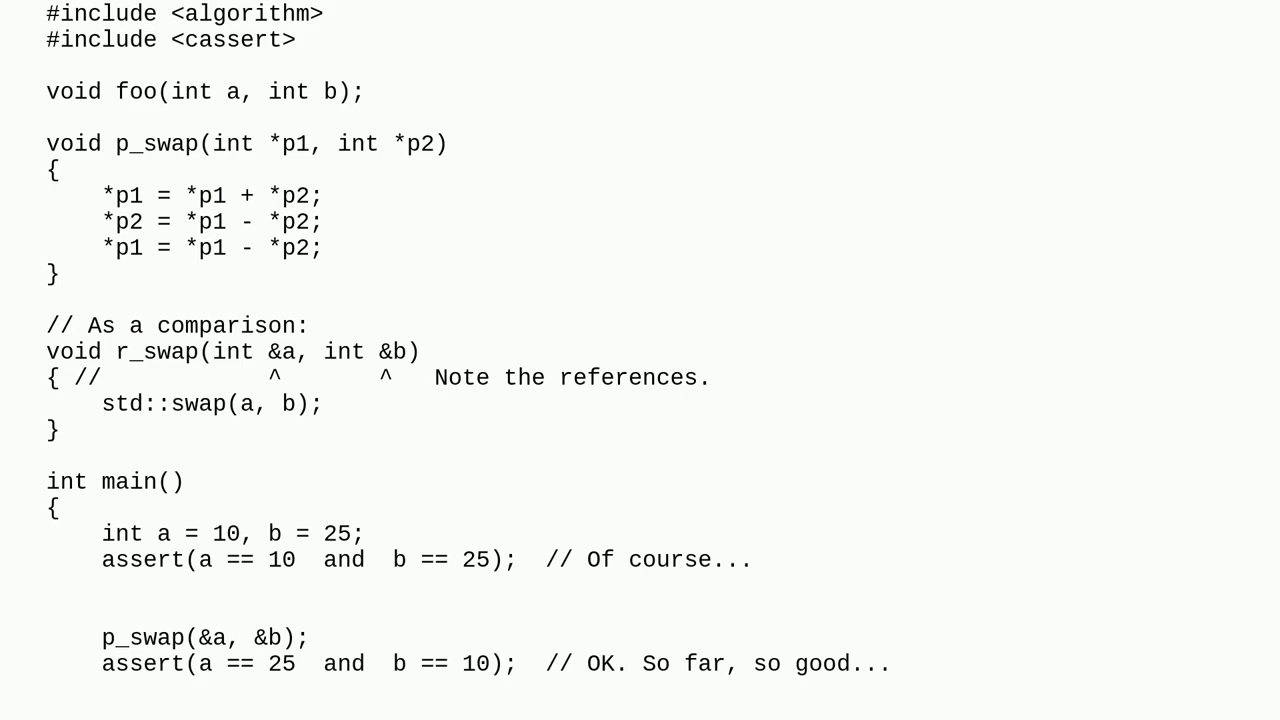 #include <algorithm>
#include <cassert>

void foo(int a, int b);

void p_swap(int *p1, int *p2)
{
    *p1 = *p1 + *p2;
    *p2 = *p1 - *p2;
    *p1 = *p1 - *p2;
}

// As a comparison:
void r_swap(int &a, int &b)
{ //            ^       ^   Note the references.
    std::swap(a, b);
}

int main()
{
    int a = 10, b = 25;
    assert(a == 10  and  b == 25);  // Of course...


    p_swap(&a, &b);
    assert(a == 25  and  b == 10);  // OK. So far, so good...